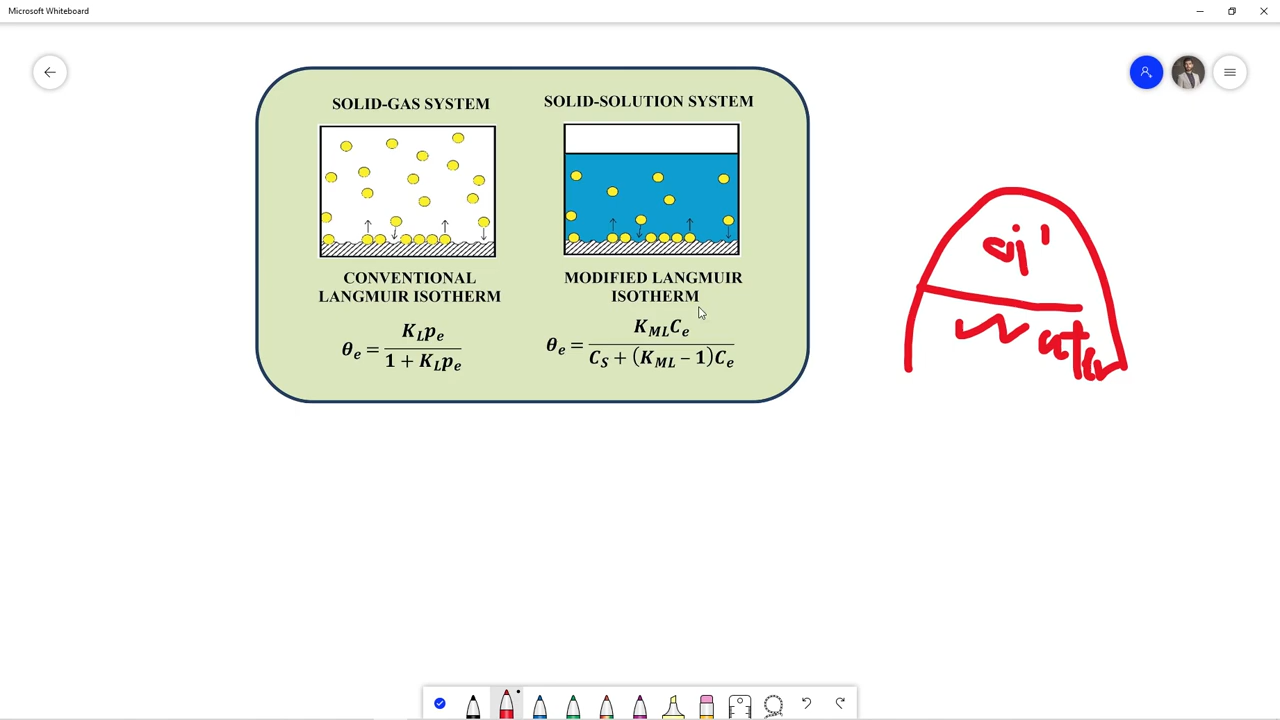 Microsoft Whiteboard
SOLID-GAS SYSTEM
CONVENTIONAL
LANGMUIR ISOTHERM
θe = KLpe / 1 + KLpe
SOLID-SOLUTION SYSTEM
MODIFIED LANGMUIR
ISOTHERM
θe = KMLCe / CS + (KML − 1)Ce
water